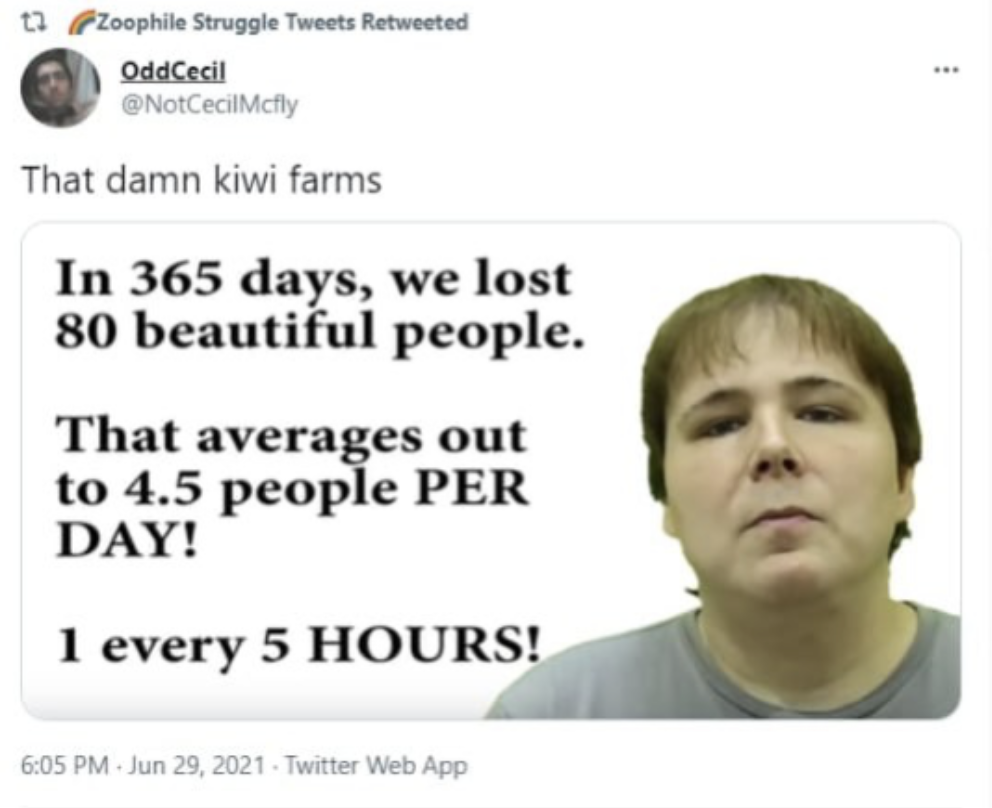 🌈Zoophile Struggle Tweets Retweeted
OddCecil
@NotCecilMcfly
That damn kiwi farms
In 365 days, we lost
80 beautiful people.
That averages out
to 4.5 people PER
DAY!
1 every 5 HOURS!
6:05 PM · Jun 29, 2021 · Twitter Web App